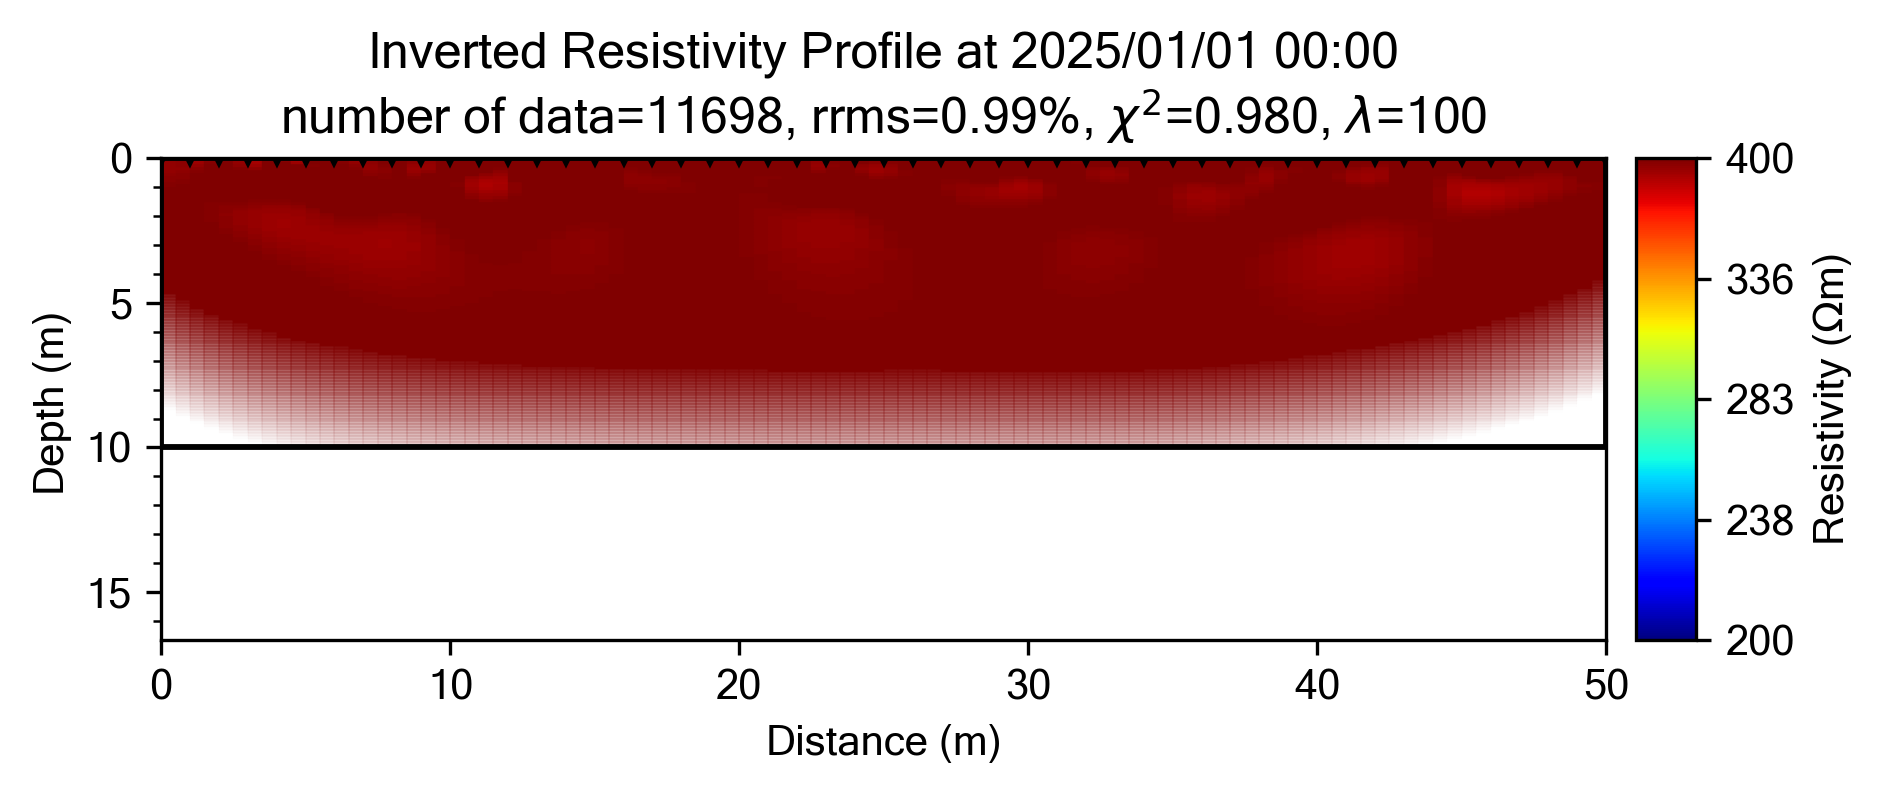 Inverted Resistivity Profile at 2025/01/01 00:00
number of data=11698, rrms=0.99%, χ²=0.980, λ=100
0
5
10
15
Depth (m)
0 10 20 30 40 50
Distance (m)
400
336
283
238
200
Resistivity (Ωm)